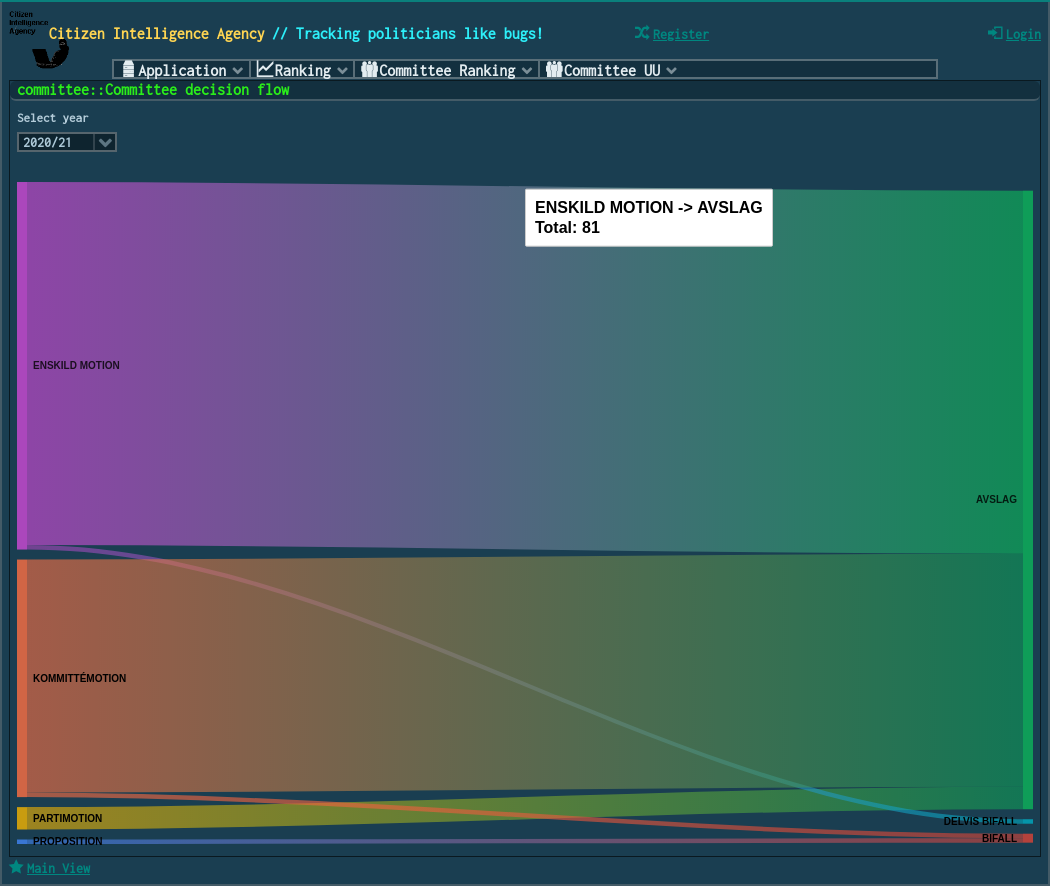 Citizen
Intelligence
Agency
Citizen Intelligence Agency // Tracking politicians like bugs!
Register
Login
Application
Ranking
Committee Ranking
Committee UU
committee::Committee decision flow
Select year
2020/21
ENSKILD MOTION -> AVSLAG
Total: 81
ENSKILD MOTION
AVSLAG
KOMMITTÉMOTION
PARTIMOTION
DELVIS BIFALL
PROPOSITION
BIFALL
Main View